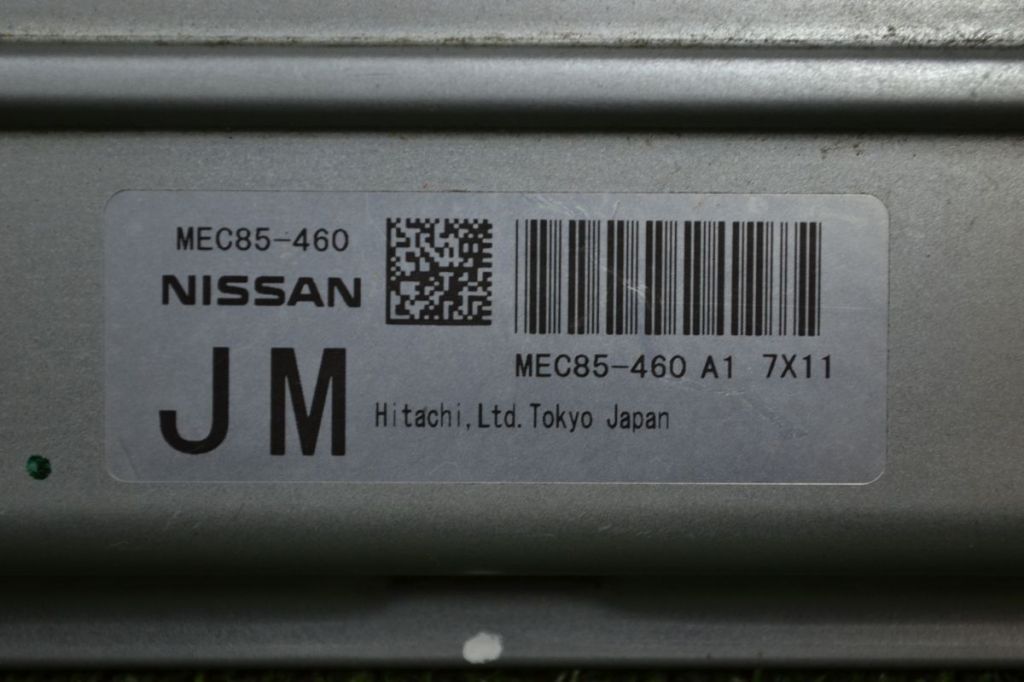 MEC85-460
NISSAN
JM
MEC85-460 A1 7X11
Hitachi,Ltd.Tokyo Japan